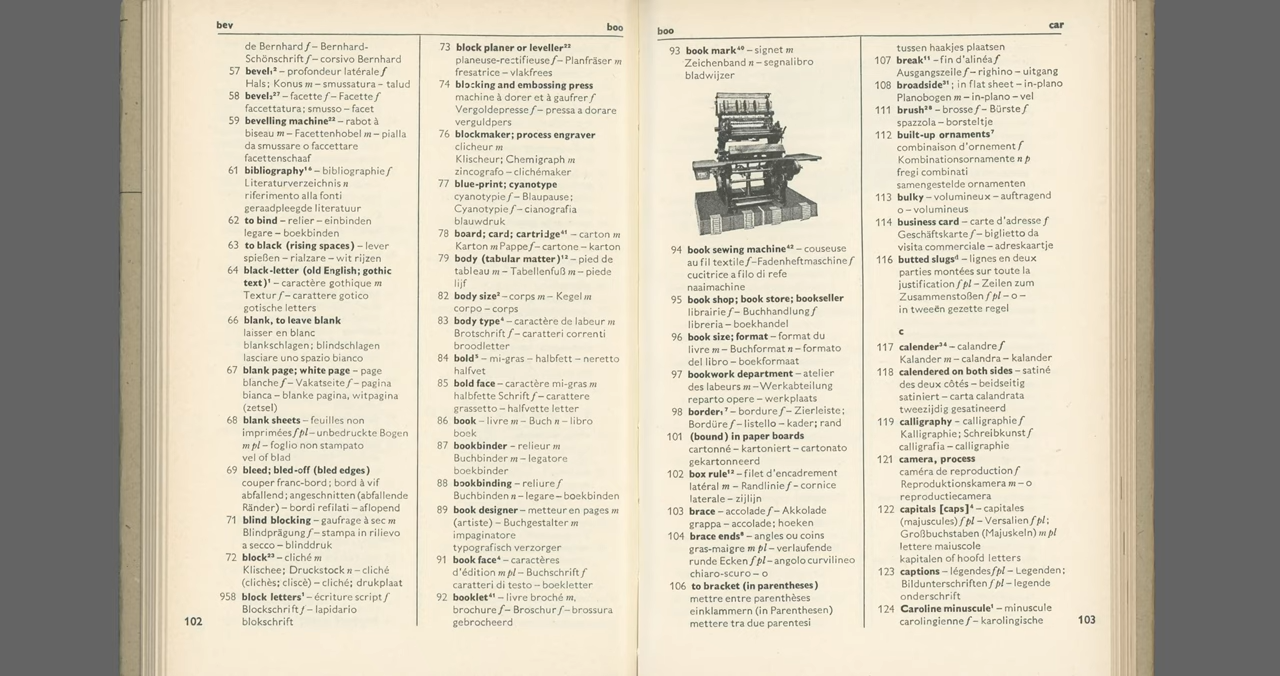 bev
boo
de Bernhard f – Bernhard-
Schönschrift f – corsivo Bernhard
57 bevel₁² – profondeur latérale f
Hals; Konus m – smussatura – talud
58 bevel₂²⁷ – facette f – Facette f
faccettatura; smusso – facet
59 bevelling machine²² – rabot à
biseau m – Facettenhobel m – pialla
da smussare o faccettare
facettenschaaf
61 bibliography¹⁶ – bibliographie f
Literaturverzeichnis n
riferimento alla fonti
geraadpleegde literatuur
62 to bind – relier – einbinden
legare – boekbinden
63 to black (rising spaces) – lever
spießen – rialzare – wit rijzen
64 black-letter (old English; gothic
text)¹ – caractère gothique m
Textur f – carattere gotico
gotische letters
66 blank, to leave blank
laisser en blanc
blankschlagen; blindschlagen
lasciare uno spazio bianco
67 blank page; white page – page
blanche f – Vakatseite f – pagina
bianca – blanke pagina, witpagina
(zetsel)
68 blank sheets – feuilles non
imprimées f pl – unbedruckte Bogen
m pl – foglio non stampato
vel of blad
69 bleed; bled-off (bled edges)
couper franc-bord; bord à vif
abfallend; angeschnitten (abfallende
Ränder) – bordi refilati – aflopend
71 blind blocking – gaufrage à sec m
Blindprägung f – stampa in rilievo
a secco – blinddruk
72 block²³ – cliché m
Klischee; Druckstock n – cliché
(clichès; cliscè) – cliché; drukplaat
958 block letters¹ – écriture script f
Blockschrift f – lapidario
blokschrift
102
73 block planer or leveller²²
planeuse-rectifieuse f – Planfräser m
fresatrice – vlakfrees
74 blocking and embossing press
machine à dorer et à gaufrer f
Vergoldepresse f – pressa a dorare
verguldpers
76 blockmaker; process engraver
clicheur m
Klischeur; Chemigraph m
zincografo – clichémaker
77 blue-print; cyanotype
cyanotypie f – Blaupause;
Cyanotypie f – cianografia
blauwdruk
78 board; card; cartridge⁴¹ – carton m
Karton m Pappe f – cartone – karton
79 body (tabular matter)¹² – pied de
tableau m – Tabellenfuß m – piede
lijf
82 body size² – corps m – Kegel m
corpo – corps
83 body type⁴ – caractère de labeur m
Brotschrift f – caratteri correnti
broodletter
84 bold⁵ – mi-gras – halbfett – neretto
halfvet
85 bold face – caractère mi-gras m
halbfette Schrift f – carattere
grassetto – halfvette letter
86 book – livre m – Buch n – libro
boek
87 bookbinder – relieur m
Buchbinder m – legatore
boekbinder
88 bookbinding – reliure f
Buchbinden n – legare – boekbinden
89 book designer – metteur en pages m
(artiste) – Buchgestalter m
impaginatore
typografisch verzorger
91 book face⁴ – caractères
d'édition m pl – Buchschrift f
caratteri di testo – boekletter
92 booklet⁴¹ – livre broché m,
brochure f – Broschur f – brossura
gebrocheerd
boo
car
93 book mark⁴⁰ – signet m
Zeichenband n – segnalibro
bladwijzer
94 book sewing machine⁴² – couseuse
au fil textile f – Fadenheftmaschine f
cucitrice a filo di refe
naaimachine
95 book shop; book store; bookseller
librairie f – Buchhandlung f
libreria – boekhandel
96 book size; format – format du
livre m – Buchformat n – formato
del libro – boekformaat
97 bookwork department – atelier
des labeurs m – Werkabteilung
reparto opere – werkplaats
98 border₁⁷ – bordure f – Zierleiste;
Bordüre f – listello – kader; rand
101 (bound) in paper boards
cartonné – kartoniert – cartonato
gekartonneerd
102 box rule¹² – filet d'encadrement
latéral m – Randlinie f – cornice
laterale – zijlijn
103 brace – accolade f – Akkolade
grappa – accolade; hoeken
104 brace ends⁸ – angles ou coins
gras-maigre m pl – verlaufende
runde Ecken f pl – angolo curvilineo
chiaro-scuro – o
106 to bracket (in parentheses)
mettre entre parenthèses
einklammern (in Parenthesen)
mettere tra due parentesi
tussen haakjes plaatsen
107 break¹¹ – fin d'alinéa f
Ausgangszeile f – righino – uitgang
108 broadside³¹; in flat sheet – in-plano
Planobogen m – in-plano – vel
111 brush²⁸ – brosse f – Bürste f
spazzola – borsteltje
112 built-up ornaments⁷
combinaison d'ornement f
Kombinationsornamente n p
fregi combinati
samengestelde ornamenten
113 bulky – volumineux – auftragend
o – volumineus
114 business card – carte d'adresse f
Geschäftskarte f – biglietto da
visita commerciale – adreskaartje
116 butted slugsᵈ – lignes en deux
parties montées sur toute la
justification f pl – Zeilen zum
Zusammenstoßen f pl – o –
in tweeën gezette regel
c
117 calender³⁴ – calandre f
Kalander m – calandra – kalander
118 calendered on both sides – satiné
des deux côtés – beidseitig
satiniert – carta calandrata
tweezijdig gesatineerd
119 calligraphy – calligraphie f
Kalligraphie; Schreibkunst f
calligrafia – calligraphie
121 camera, process
caméra de reproduction f
Reproduktionskamera m – o
reproductiecamera
122 capitals [caps]⁴ – capitales
(majuscules) f pl – Versalien f pl;
Großbuchstaben (Majuskeln) m pl
lettere maiuscole
kapitalen of hoofd letters
123 captions – légendes f pl – Legenden;
Bildunterschriften f pl – legende
onderschrift
124 Caroline minuscule¹ – minuscule
carolingienne f – karolingische
103